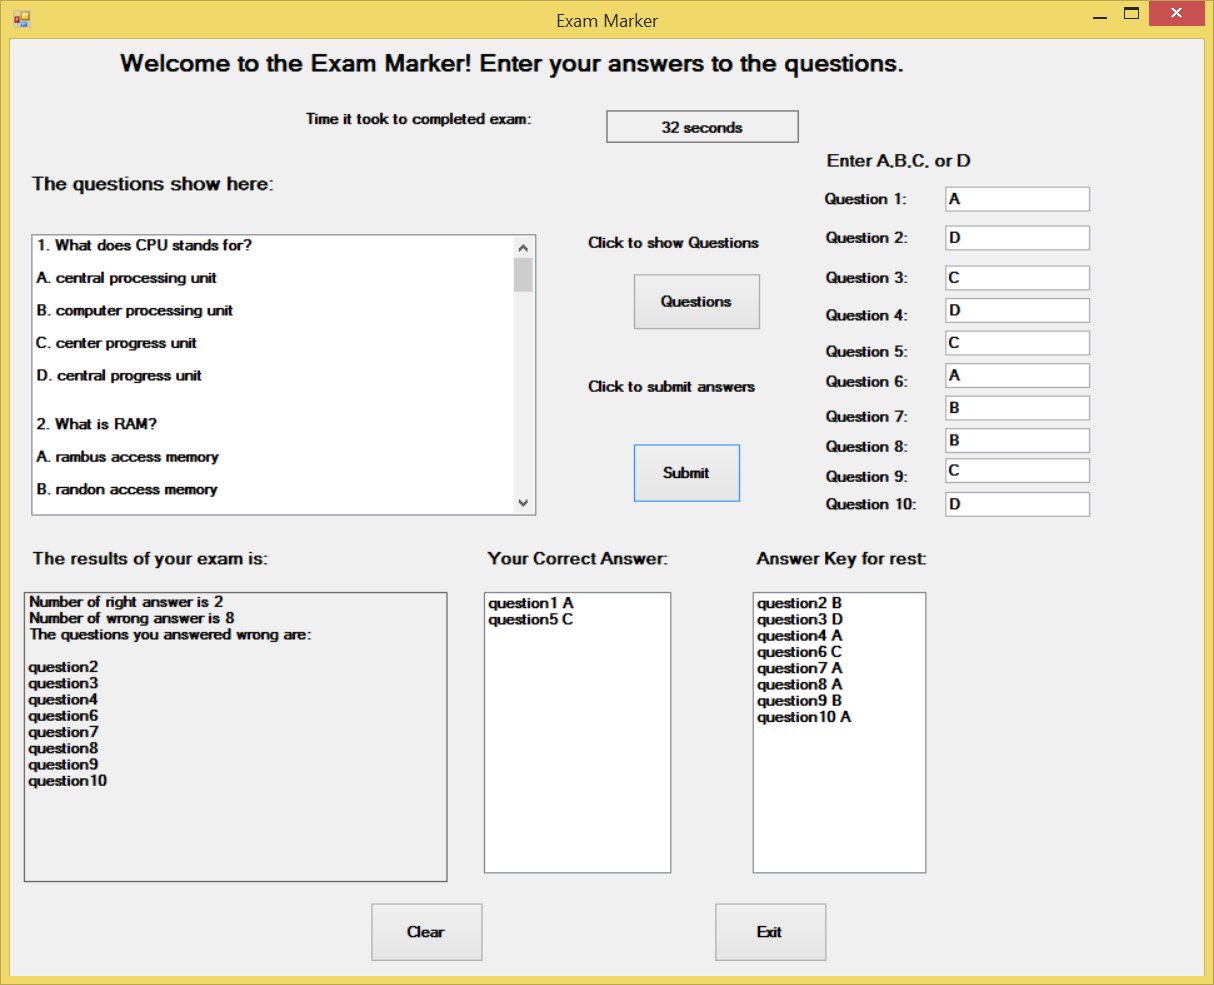 Exam Marker
Welcome to the Exam Marker! Enter your answers to the questions.
Time it took to completed exam:
32 seconds
Enter A,B,C, or D
The questions show here:
1. What does CPU stands for?
A. central processing unit
B. computer processing unit
C. center progress unit
D. central progress unit
2. What is RAM?
A. rambus access memory
B. randon access memory
Click to show Questions
Questions
Click to submit answers
Submit
Question 1: A
Question 2: D
Question 3: C
Question 4: D
Question 5: C
Question 6: A
Question 7: B
Question 8: B
Question 9: C
Question 10: D
The results of your exam is:
Number of right answer is 2
Number of wrong answer is 8
The questions you answered wrong are:
question2
question3
question4
question6
question7
question8
question9
question10
Your Correct Answer:
question1 A
question5 C
Answer Key for rest:
question2 B
question3 D
question4 A
question6 C
question7 A
question8 A
question9 B
question10 A
Clear
Exit